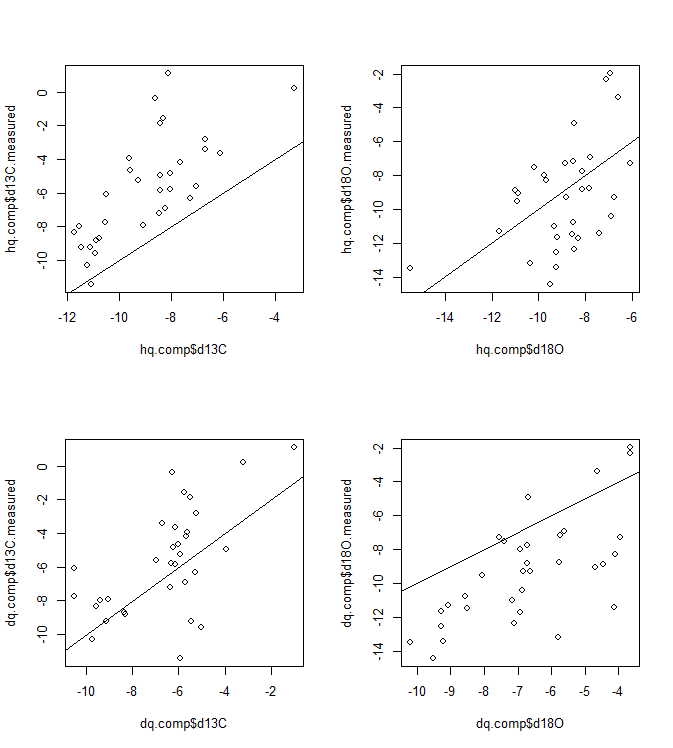 hq.comp$d13C.measured
0
-2
-4
-6
-8
-10
-12 -10 -8 -6 -4
hq.comp$d13C
hq.comp$d18O.measured
-2
-4
-6
-8
-10
-12
-14
-14 -12 -10 -8 -6
hq.comp$d18O
dq.comp$d13C.measured
0
-2
-4
-6
-8
-10
-10 -8 -6 -4 -2
dq.comp$d13C
dq.comp$d18O.measured
-2
-4
-6
-8
-10
-12
-14
-10 -9 -8 -7 -6 -5 -4
dq.comp$d18O